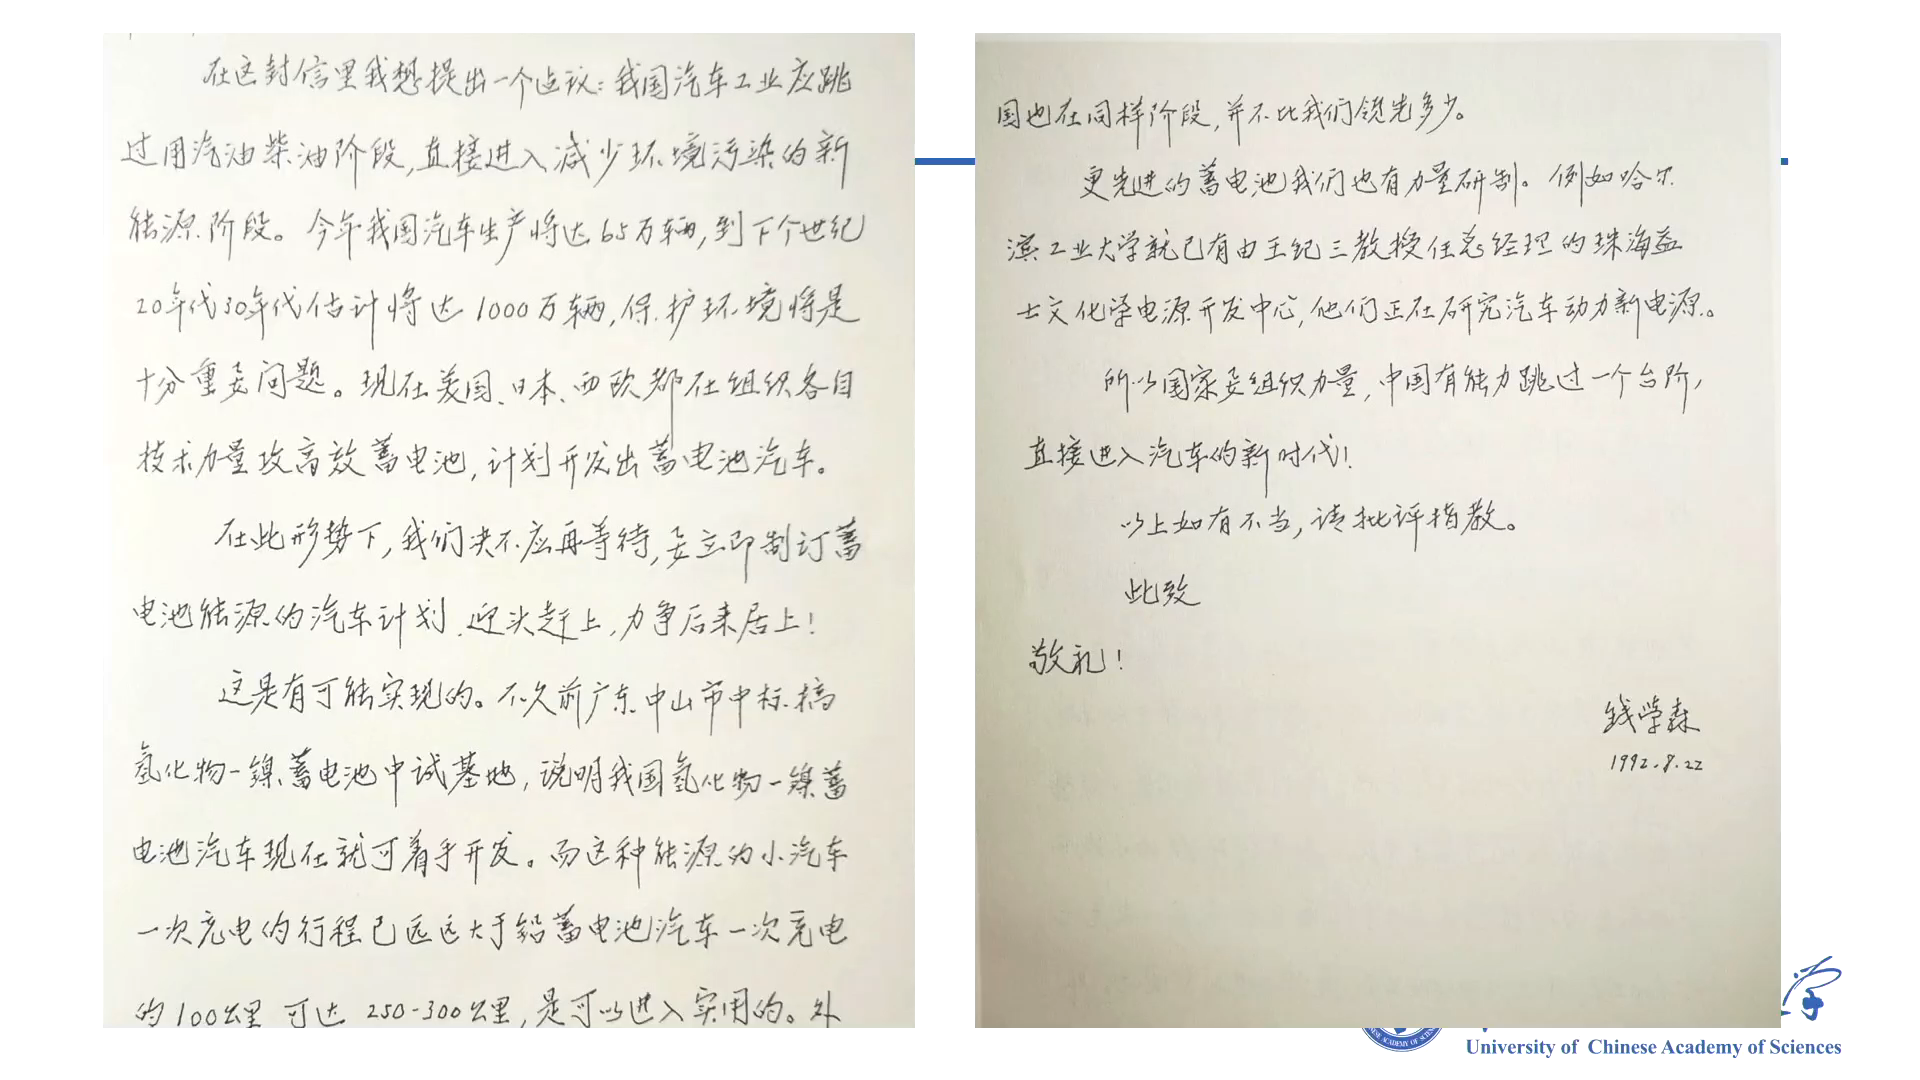 在这封信里我想提出一个建议:我国汽车工业应跳
过用汽油柴油阶段,直接进入减少环境污染的新
能源阶段。今年我国汽车生产将达65万辆,到下个世纪
20年代30年代估计将达1000万辆,保护环境将是
十分重要问题。现在美国、日本、西欧都在组织各自
技术力量攻高效蓄电池,计划开发出蓄电池汽车。
在此形势下,我们决不应再等待,要立即制订蓄
电池能源的汽车计划,迎头赶上,力争后来居上!
这是有可能实现的。不久前广东中山市中标搞
氢化物-镍蓄电池中试基地,说明我国氢化物-镍蓄
电池汽车现在就可着手开发。而这种能源的小汽车
一次充电的行程已远远大于铅蓄电池汽车一次充电
的100公里,可达250-300公里,是可以进入实用的。外
国也在同样阶段,并不比我们领先多少。
更先进的蓄电池我们也有力量研制。例如哈尔
滨工业大学就已有由王纪三教授任总经理的珠海益
士文化学电源开发中心,他们正在研究汽车动力新电源。
所以国家要组织力量,中国有能力跳过一个台阶,
直接进入汽车的新时代!
以上如有不当,请批评指教。
此致
敬礼!
钱学森
1992.8.22
学
University of Chinese Academy of Sciences